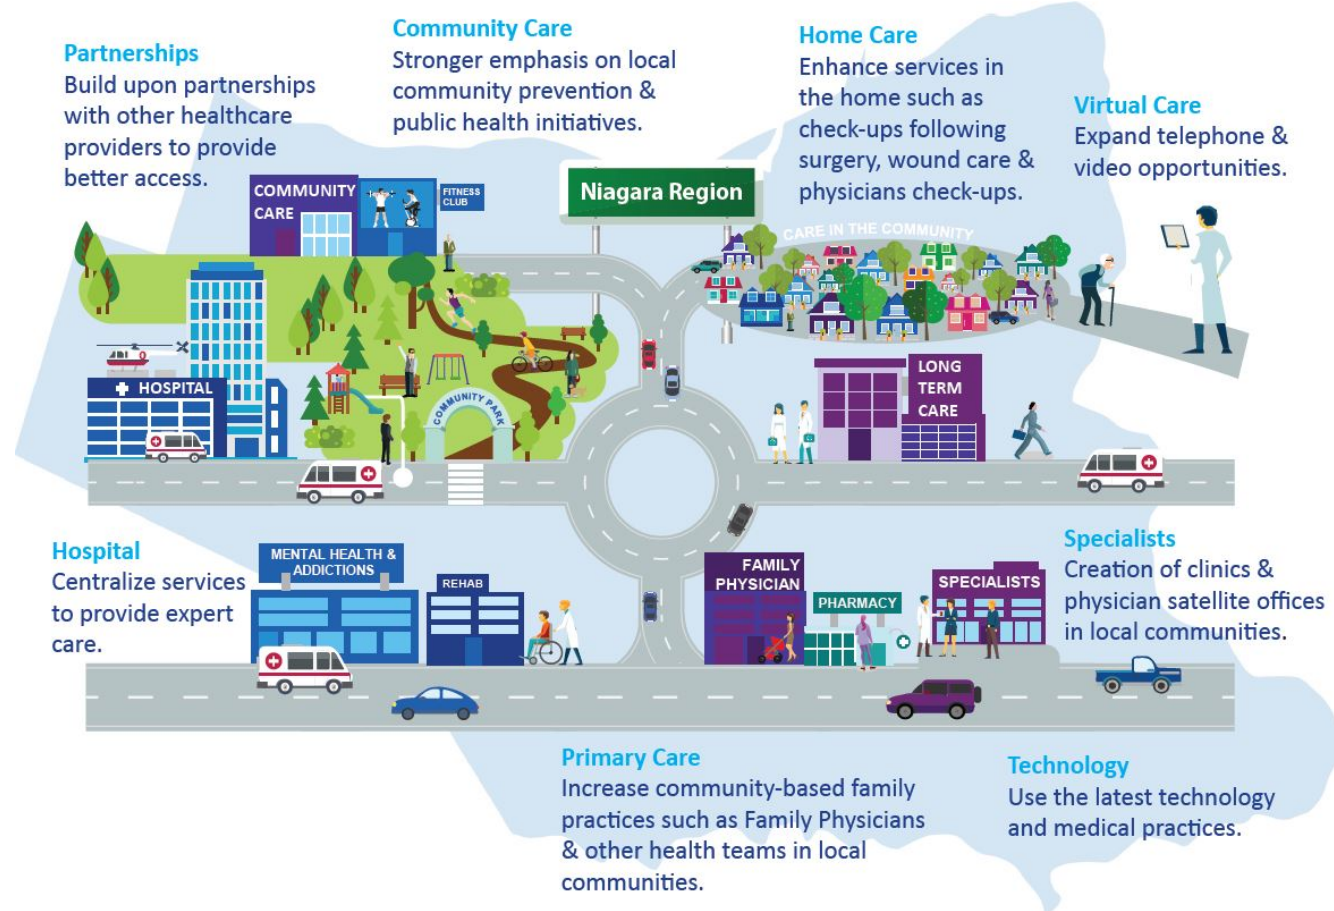 Partnerships
Build upon partnerships
with other healthcare
providers to provide
better access.
Community Care
Stronger emphasis on local
community prevention &
public health initiatives.
Home Care
Enhance services in
the home such as
check-ups following
surgery, wound care &
physicians check-ups.
Virtual Care
Expand telephone &
video opportunities.
COMMUNITY
CARE
FITNESS
CLUB
Niagara Region
CARE IN THE COMMUNITY
HOSPITAL
COMMUNITY PARK
LONG
TERM
CARE
Hospital
Centralize services
to provide expert
care.
MENTAL HEALTH &
ADDICTIONS
REHAB
FAMILY
PHYSICIAN
PHARMACY
SPECIALISTS
Specialists
Creation of clinics &
physician satellite offices
in local communities.
Primary Care
Increase community-based family
practices such as Family Physicians
& other health teams in local
communities.
Technology
Use the latest technology
and medical practices.